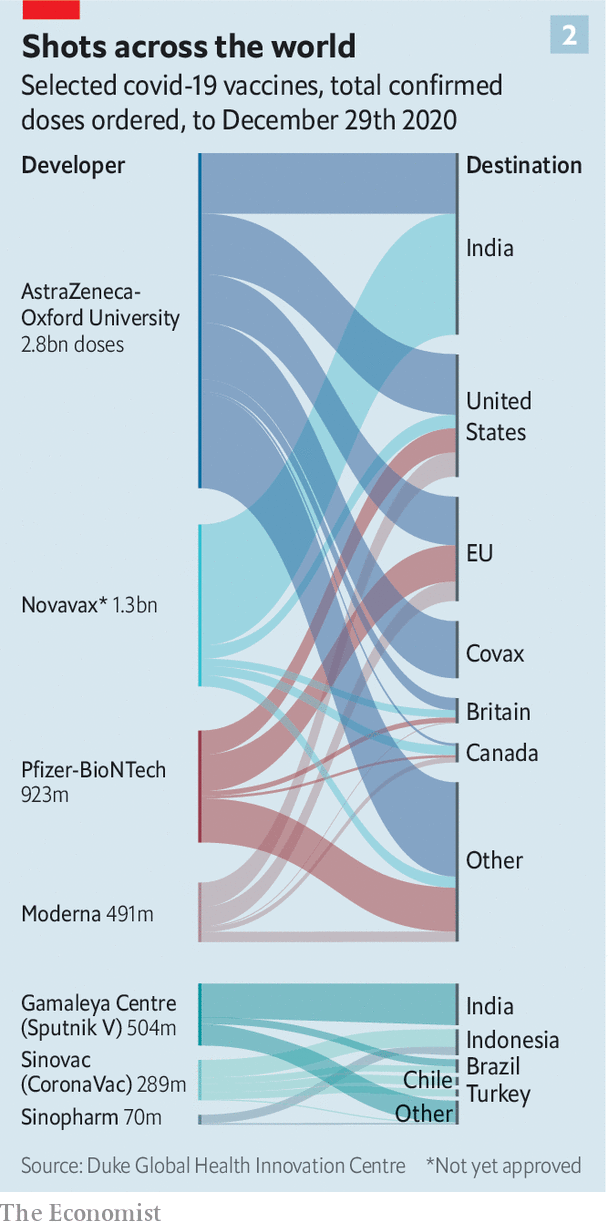 2
Shots across the world
Selected covid-19 vaccines, total confirmed
doses ordered, to December 29th 2020
Developer
Destination
AstraZeneca-
Oxford University
2.8bn doses
Novavax* 1.3bn
Pfizer-BioNTech
923m
Moderna 491m
India
United
States
EU
Covax
Britain
Canada
Other
Gamaleya Centre
(Sputnik V) 504m
Sinovac
(CoronaVac) 289m
Sinopharm 70m
India
Indonesia
Brazil
Chile
Turkey
Other
Source: Duke Global Health Innovation Centre *Not yet approved
The Economist